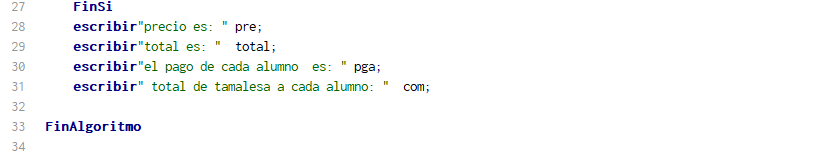 27 FinSi
28 escribir"precio es: " pre;
29 escribir"total es: "  total;
30 escribir"el pago de cada alumno  es: " pga;
31 escribir" total de tamalesa a cada alumno: "  com;
32
33 FinAlgoritmo
34